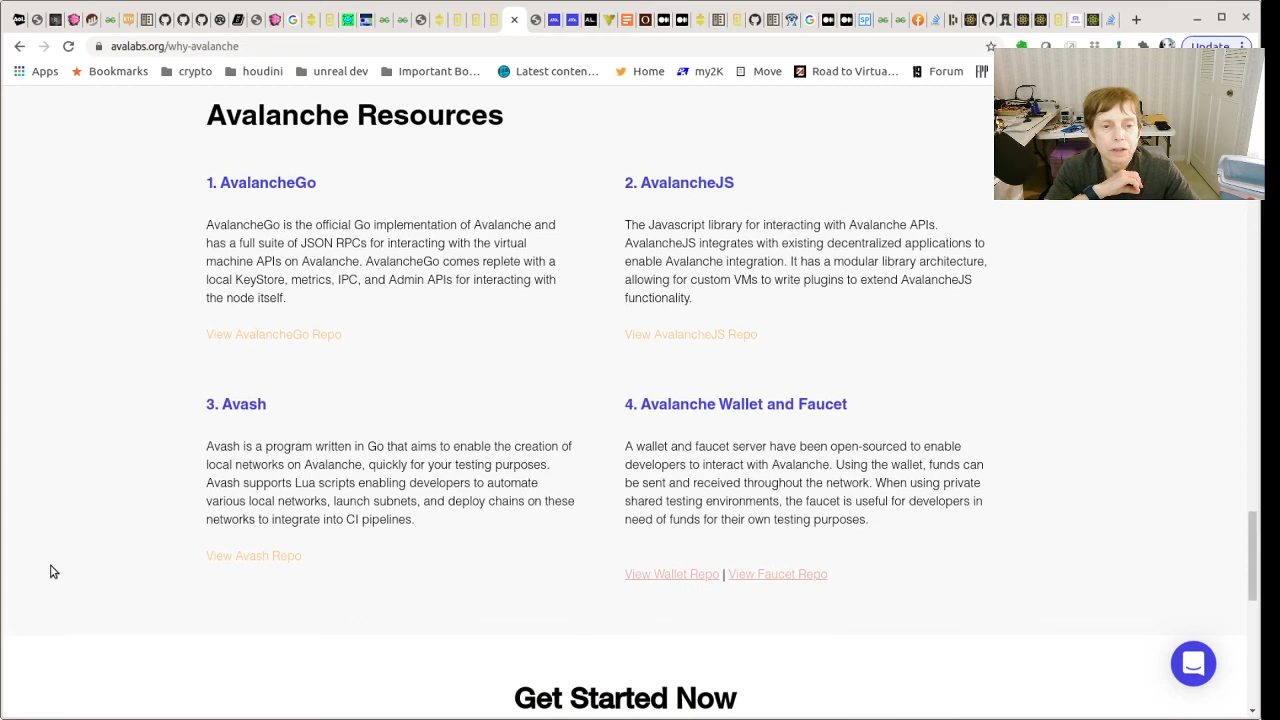 AOL.
AL.
SP
avalabs.org/why-avalanche
Update
Apps
Bookmarks
crypto
houdini
unreal dev
Important Bo...
Latest conten...
Home
my2K
Move
Road to Virtua...
Forum
Avalanche Resources
1. AvalancheGo
AvalancheGo is the official Go implementation of Avalanche and
has a full suite of JSON RPCs for interacting with the virtual
machine APIs on Avalanche. AvalancheGo comes replete with a
local KeyStore, metrics, IPC, and Admin APIs for interacting with
the node itself.
View AvalancheGo Repo
2. AvalancheJS
The Javascript library for interacting with Avalanche APIs.
AvalancheJS integrates with existing decentralized applications to
enable Avalanche integration. It has a modular library architecture,
allowing for custom VMs to write plugins to extend AvalancheJS
functionality.
View AvalancheJS Repo
3. Avash
Avash is a program written in Go that aims to enable the creation of
local networks on Avalanche, quickly for your testing purposes.
Avash supports Lua scripts enabling developers to automate
various local networks, launch subnets, and deploy chains on these
networks to integrate into CI pipelines.
View Avash Repo
4. Avalanche Wallet and Faucet
A wallet and faucet server have been open-sourced to enable
developers to interact with Avalanche. Using the wallet, funds can
be sent and received throughout the network. When using private
shared testing environments, the faucet is useful for developers in
need of funds for their own testing purposes.
View Wallet Repo | View Faucet Repo
Get Started Now